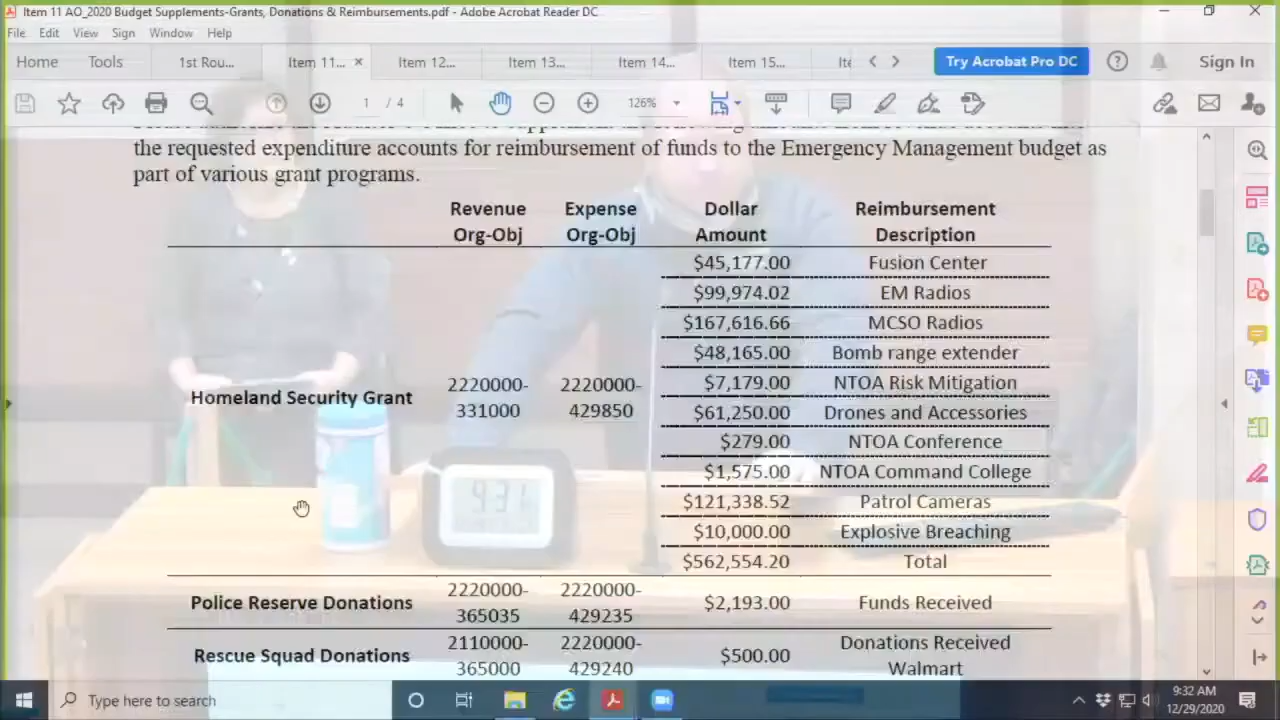 Item 11 AO_2020 Budget Supplements-Grants, Donations & Reimbursements.pdf - Adobe Acrobat Reader DC
File Edit View Sign Window Help
Home Tools 1st Rou... Item 11... × Item 12... Item 13... Item 14... Item 15... Try Acrobat Pro DC Sign In
1 / 4 126%
the requested expenditure accounts for reimbursement of funds to the Emergency Management budget as
part of various grant programs.
Revenue Expense Dollar Reimbursement
Org-Obj Org-Obj Amount Description
$45,177.00 Fusion Center
$99,974.02 EM Radios
$167,616.66 MCSO Radios
$48,165.00 Bomb range extender
$7,179.00 NTOA Risk Mitigation
Homeland Security Grant 2220000-331000 2220000-429850
$61,250.00 Drones and Accessories
$279.00 NTOA Conference
$1,575.00 NTOA Command College
$121,338.52 Patrol Cameras
$10,000.00 Explosive Breaching
$562,554.20 Total
Police Reserve Donations 2220000-365035 2220000-429235 $2,193.00 Funds Received
Rescue Squad Donations 2110000-365000 2220000-429240 $500.00 Donations Received Walmart
931
Type here to search
9:32 AM
12/29/2020